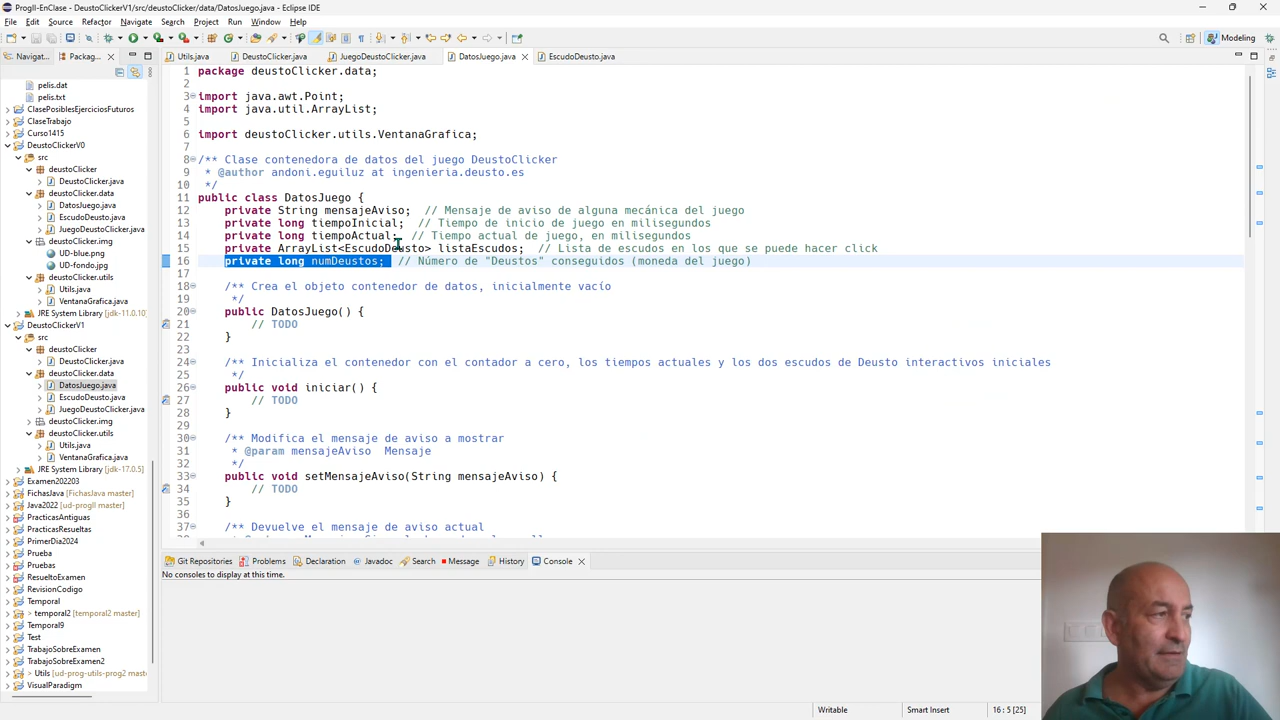 ProgII-EnClase - DeustoClickerV1/src/deustoClicker/data/DatosJuego.java - Eclipse IDE
File Edit Source Refactor Navigate Search Project Run Window Help
Modeling
Navigat... Packag...
Utils.java DeustoClicker.java JuegoDeustoClicker.java DatosJuego.java EscudoDeusto.java
pelis.dat
pelis.txt
ClasePosiblesEjerciciosFuturos
ClaseTrabajo
Curso1415
DeustoClickerV0
src
deustoClicker
DeustoClicker.java
deustoClicker.data
DatosJuego.java
EscudoDeusto.java
JuegoDeustoClicker.java
deustoClicker.img
UD-blue.png
UD-fondo.jpg
deustoClicker.utils
Utils.java
VentanaGrafica.java
JRE System Library [jdk-11.0.10]
DeustoClickerV1
src
deustoClicker
DeustoClicker.java
deustoClicker.data
DatosJuego.java
EscudoDeusto.java
JuegoDeustoClicker.java
deustoClicker.img
deustoClicker.utils
Utils.java
VentanaGrafica.java
JRE System Library [jdk-17.0.5]
Examen202203
FichasJava [FichasJava master]
Java2022 [ud-progII master]
PracticasAntiguas
PracticasResueltas
PrimerDia2024
Prueba
Pruebas
ResueltoExamen
RevisionCodigo
Temporal
> temporal2 [temporal2 master]
Temporal9
Test
TrabajoSobreExamen
TrabajoSobreExamen2
> Utils [ud-prog-utils-prog2 mast
VisualParadigm
1 package deustoClicker.data;
2
3 import java.awt.Point;
4 import java.util.ArrayList;
5
6 import deustoClicker.utils.VentanaGrafica;
7
8 /** Clase contenedora de datos del juego DeustoClicker
9 * @author andoni.eguiluz at ingenieria.deusto.es
10 */
11 public class DatosJuego {
12 private String mensajeAviso; // Mensaje de aviso de alguna mecánica del juego
13 private long tiempoInicial; // Tiempo de inicio de juego en milisegundos
14 private long tiempoActual; // Tiempo actual de juego, en milisegundos
15 private ArrayList<EscudoDeusto> listaEscudos; // Lista de escudos en los que se puede hacer click
16 private long numDeustos; // Número de "Deustos" conseguidos (moneda del juego)
17
18 /** Crea el objeto contenedor de datos, inicialmente vacío
19 */
20 public DatosJuego() {
21 // TODO
22 }
23
24 /** Inicializa el contenedor con el contador a cero, los tiempos actuales y los dos escudos de Deusto interactivos iniciales
25 */
26 public void iniciar() {
27 // TODO
28 }
29
30 /** Modifica el mensaje de aviso a mostrar
31 * @param mensajeAviso Mensaje
32 */
33 public void setMensajeAviso(String mensajeAviso) {
34 // TODO
35 }
36
37 /** Devuelve el mensaje de aviso actual
Git Repositories Problems Declaration Javadoc Search Message History Console
No consoles to display at this time.
Writable Smart Insert 16 : 5 [25]